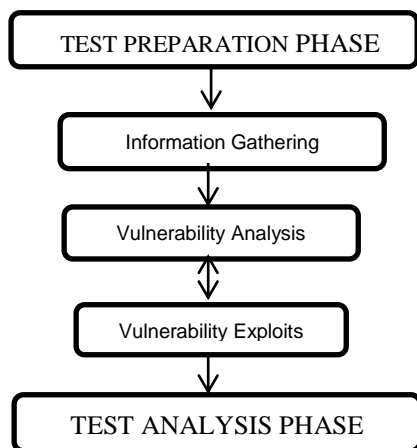 TEST PREPARATION PHASE
Information Gathering
Vulnerability Analysis
Vulnerability Exploits
TEST ANALYSIS PHASE